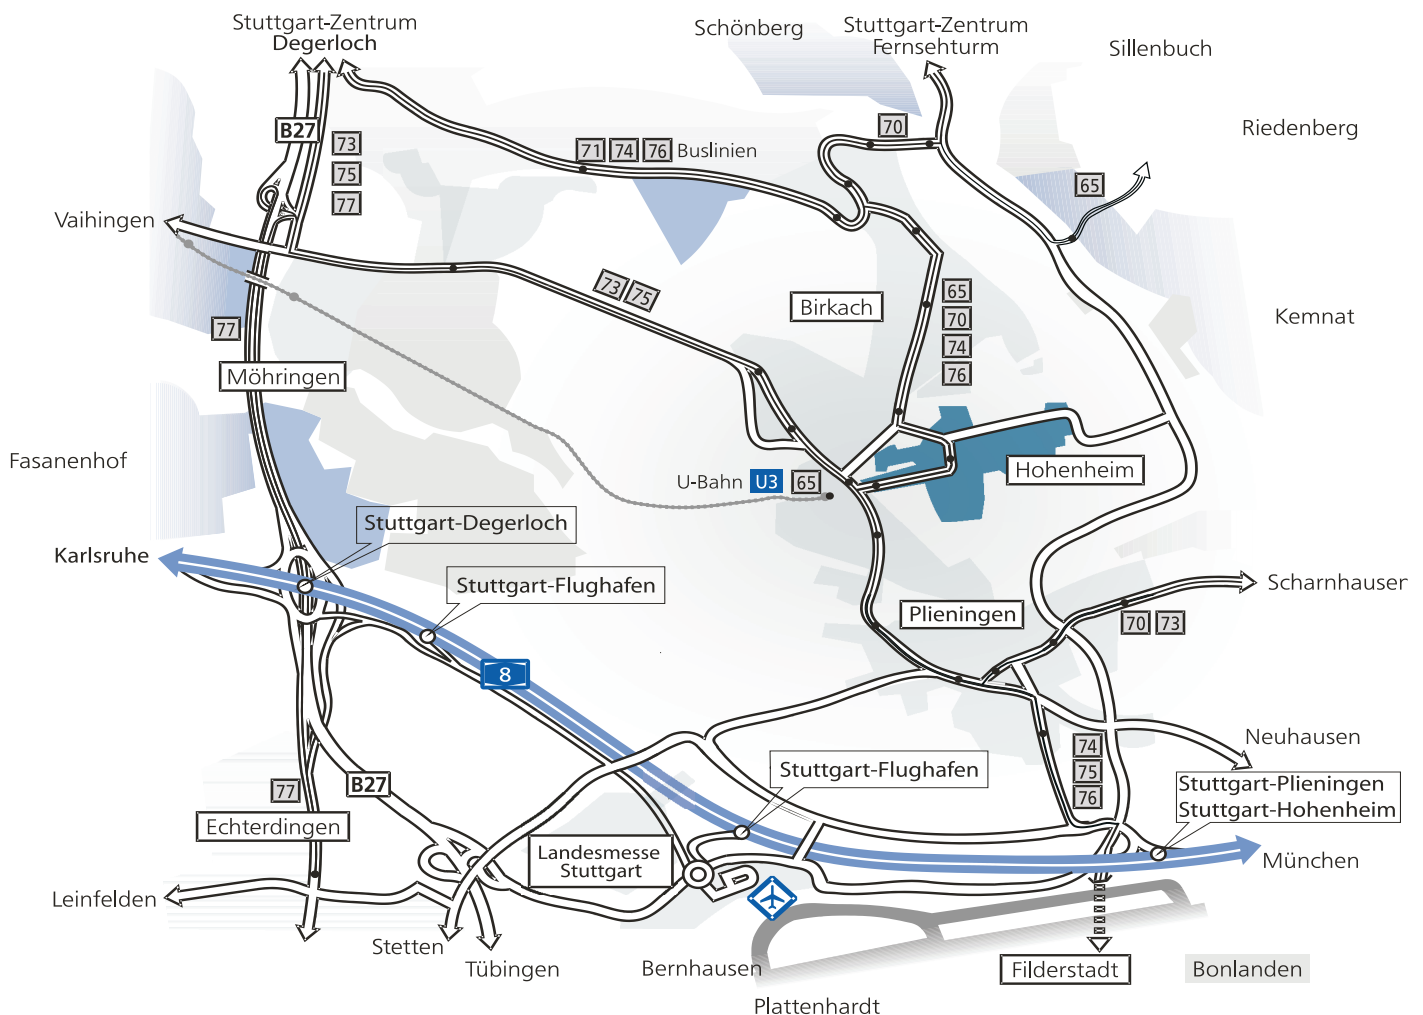 Stuttgart-Zentrum
Degerloch
Schönberg
Stuttgart-Zentrum
Fernsehturm
Sillenbuch
Riedenberg
B27
73
75
77
71 74 76 Buslinien
70
65
Vaihingen
73 75
Birkach
65
70
74
76
Kemnat
77
Möhringen
Fasanenhof
U-Bahn U3 65
Hohenheim
Stuttgart-Degerloch
Karlsruhe
Stuttgart-Flughafen
Scharnhausen
Plieningen
70 73
8
Neuhausen
74
75
76
Stuttgart-Flughafen
Stuttgart-Plieningen
Stuttgart-Hohenheim
B27
77
Echterdingen
Landesmesse
Stuttgart
München
Leinfelden
Stetten
Tübingen
Bernhausen
Filderstadt
Bonlanden
Plattenhardt